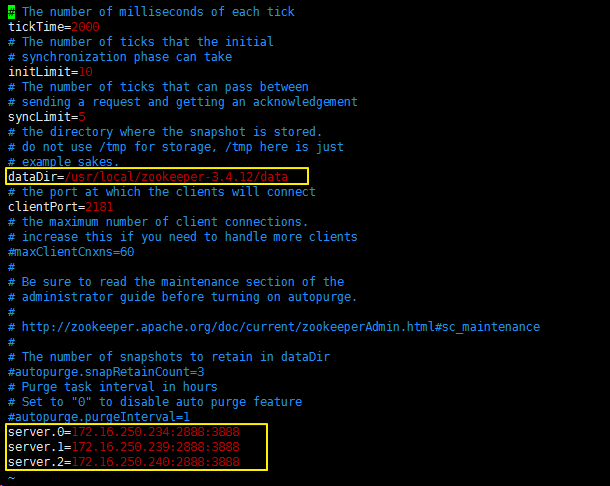 # The number of milliseconds of each tick
tickTime=2000
# The number of ticks that the initial
# synchronization phase can take
initLimit=10
# The number of ticks that can pass between
# sending a request and getting an acknowledgement
syncLimit=5
# the directory where the snapshot is stored.
# do not use /tmp for storage, /tmp here is just
# example sakes.
dataDir=/usr/local/zookeeper-3.4.12/data
# the port at which the clients will connect
clientPort=2181
# the maximum number of client connections.
# increase this if you need to handle more clients
#maxClientCnxns=60
#
# Be sure to read the maintenance section of the
# administrator guide before turning on autopurge.
#
# http://zookeeper.apache.org/doc/current/zookeeperAdmin.html#sc_maintenance
#
# The number of snapshots to retain in dataDir
#autopurge.snapRetainCount=3
# Purge task interval in hours
# Set to "0" to disable auto purge feature
#autopurge.purgeInterval=1
server.0=172.16.250.234:2888:3888
server.1=172.16.250.239:2888:3888
server.2=172.16.250.240:2888:3888
~